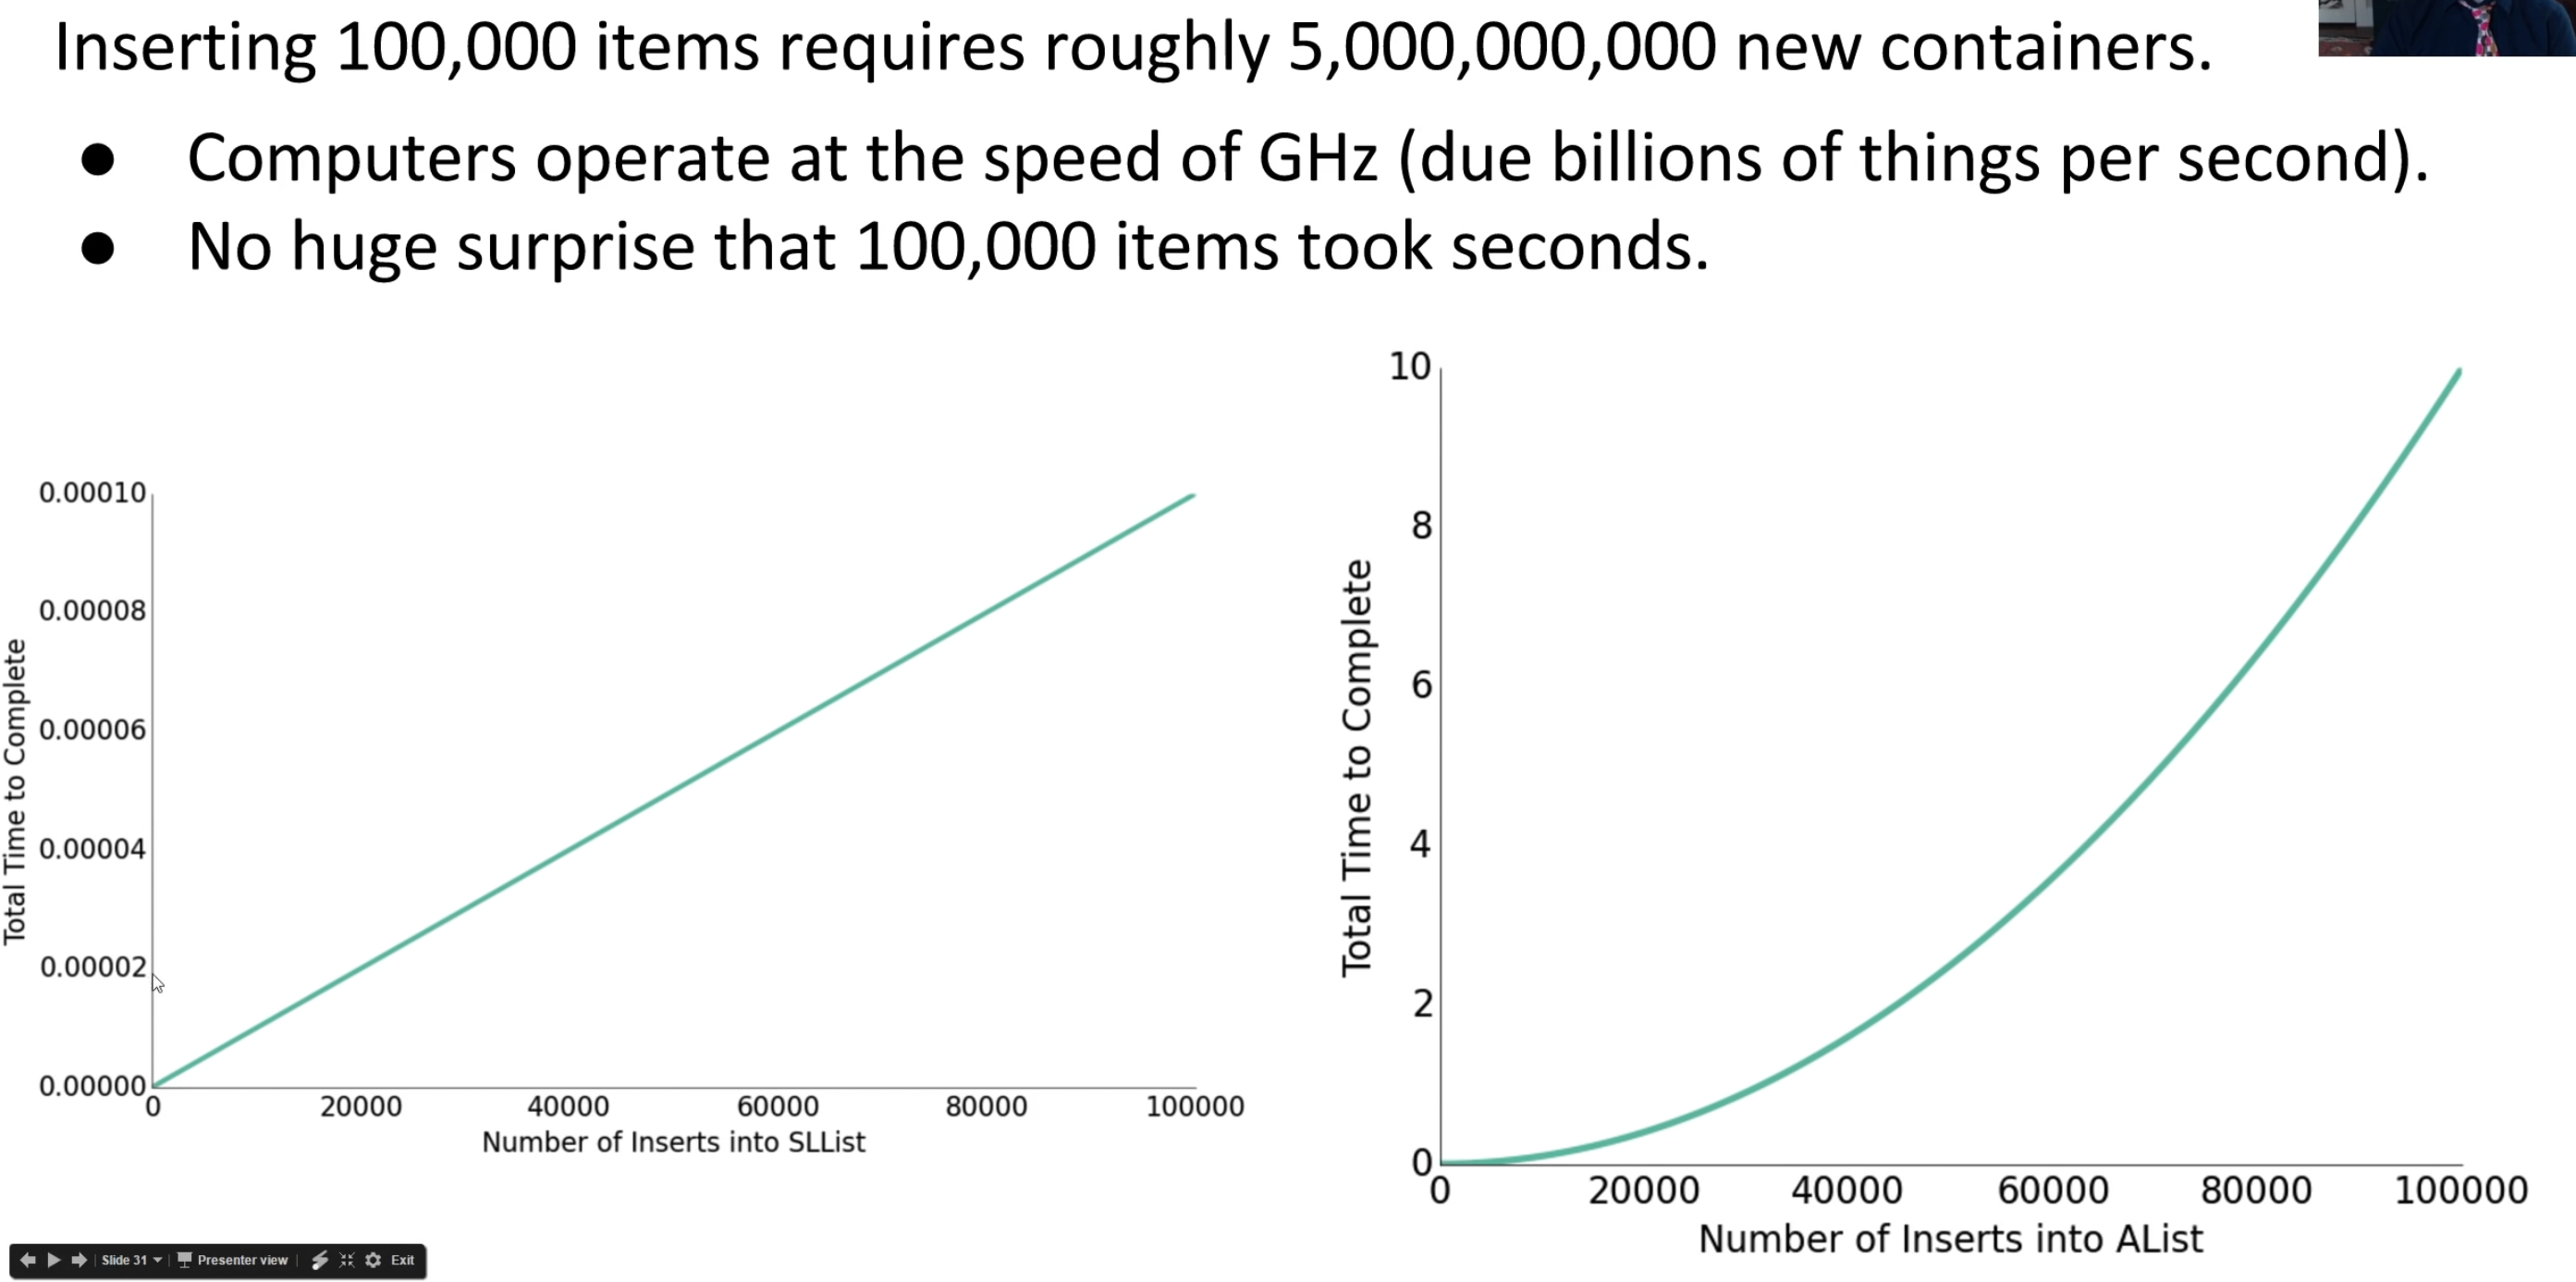 Inserting 100,000 items requires roughly 5,000,000,000 new containers.
● Computers operate at the speed of GHz (due billions of things per second).
● No huge surprise that 100,000 items took seconds.
Total Time to Complete
0.00010
0.00008
0.00006
0.00004
0.00002
0.00000
0 20000 40000 60000 80000 100000
Number of Inserts into SLList
Total Time to Complete
10
8
6
4
2
0
0 20000 40000 60000 80000 100000
Number of Inserts into AList
Slide 31 Presenter view Exit